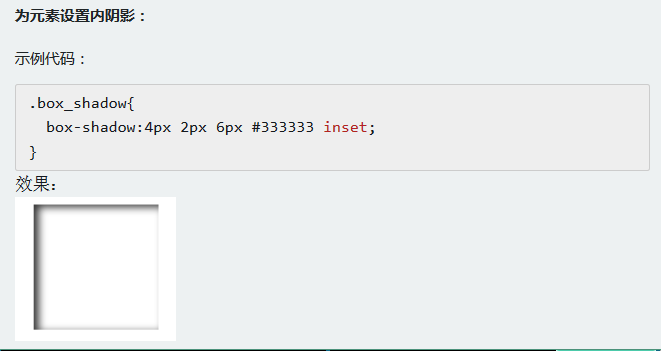 为元素设置内阴影：
示例代码：
.box_shadow{
  box-shadow:4px 2px 6px #333333 inset;
}
效果：